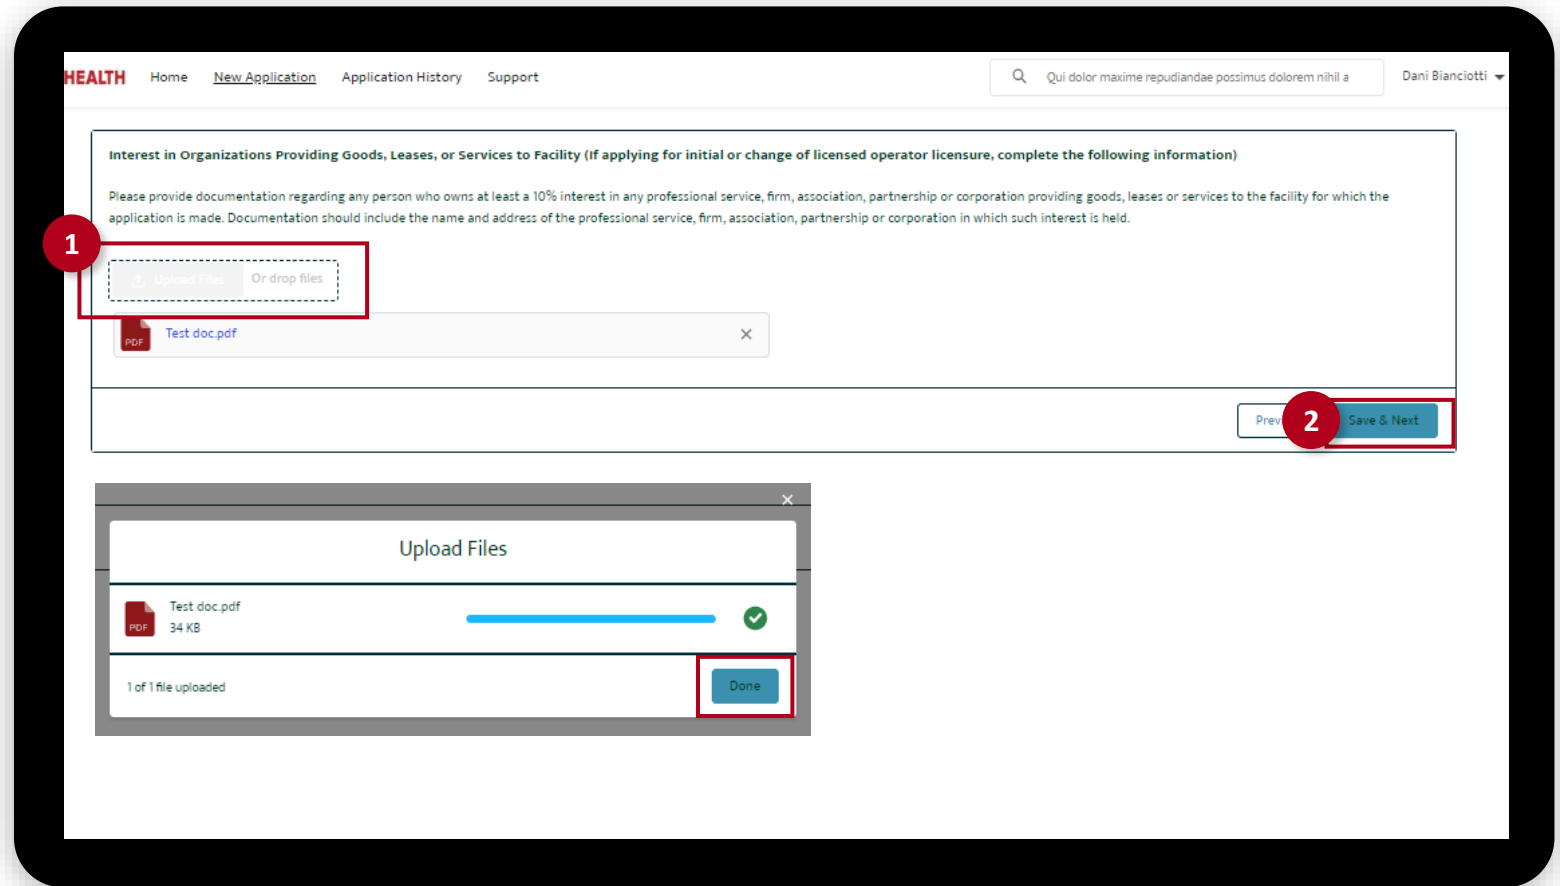 HEALTH Home New Application Application History Support Qui dolor maxime repudiandae possimus dolorem nihil a Dani Bianciotti
Interest in Organizations Providing Goods, Leases, or Services to Facility (If applying for initial or change of licensed operator licensure, complete the following information)
Please provide documentation regarding any person who owns at least a 10% interest in any professional service, firm, association, partnership or corporation providing goods, leases or services to the facility for which the
application is made. Documentation should include the name and address of the professional service, firm, association, partnership or corporation in which such interest is held.
1
Upload Files Or drop files
PDF Test doc.pdf
Prev 2 Save & Next
Upload Files
Test doc.pdf
PDF 34 KB
1 of 1 file uploaded Done